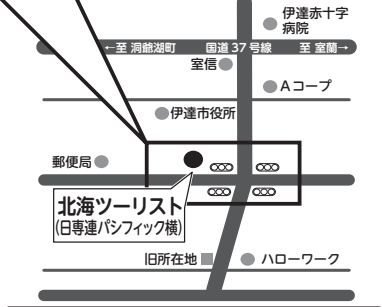 伊達赤十字
病院
←至 洞爺湖町 国道37号線 至 室蘭→
室信
Aコープ
伊達市役所
郵便局
北海ツーリスト
(日専連パシフィック横)
旧所在地
ハローワーク